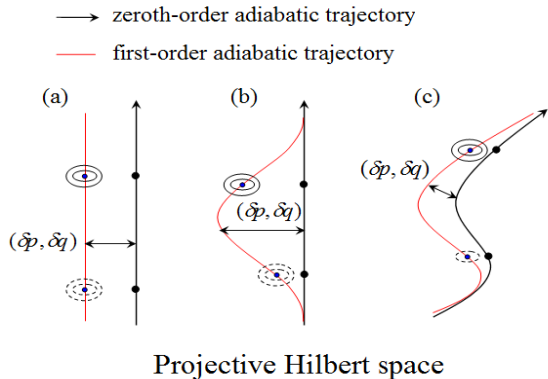 zeroth-order adiabatic trajectory
first-order adiabatic trajectory
(a) (b) (c)
(δp, δq)
(δp, δq)
(δp, δq)
Projective Hilbert space